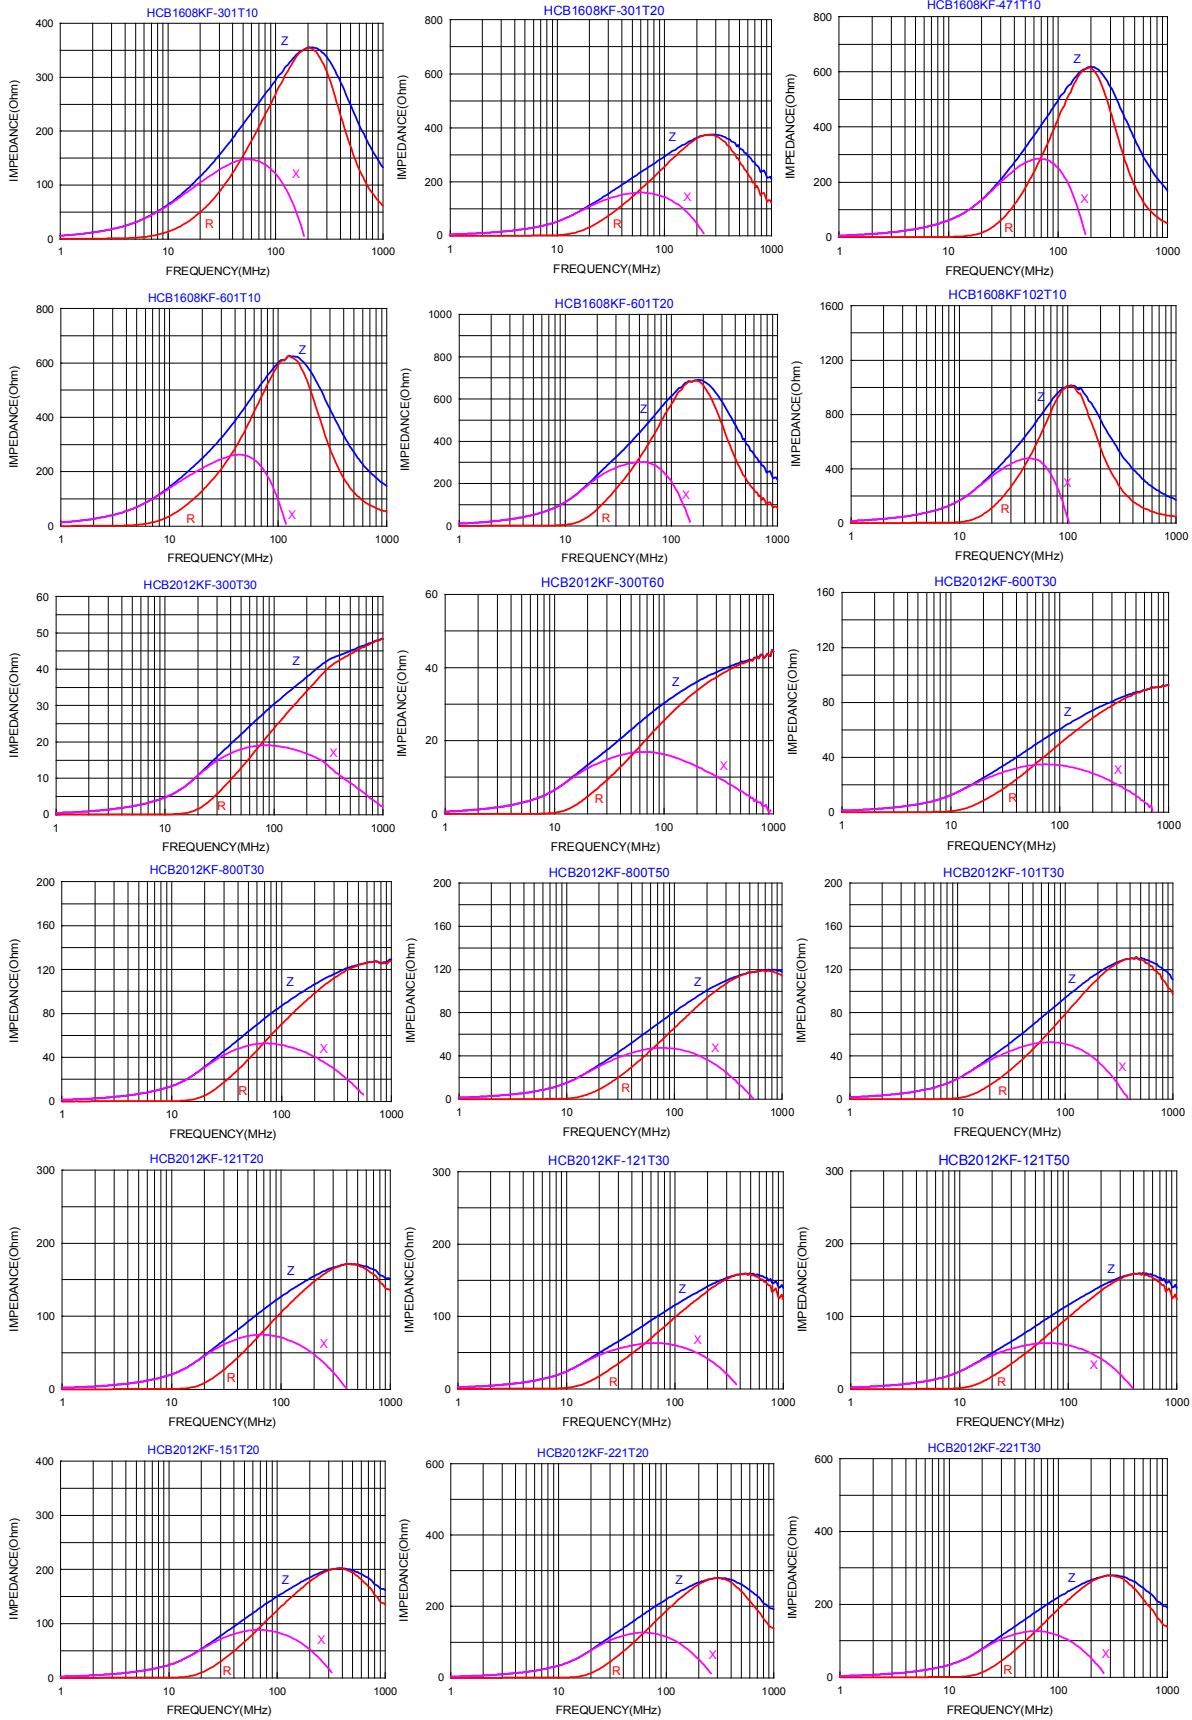 HCB1608KF-301T10
400
300
200
100
0
IMPEDANCE(Ohm)
Z
X
R
1
10
100
1000
FREQUENCY(MHz)
HCB1608KF-301T20
800
600
400
200
0
IMPEDANCE(Ohm)
Z
X
R
1
10
100
1000
FREQUENCY(MHz)
HCB1608KF-471T10
800
600
400
200
0
IMPEDANCE(Ohm)
Z
X
R
1
10
100
1000
FREQUENCY(MHz)
HCB1608KF-601T10
800
600
400
200
0
IMPEDANCE(Ohm)
Z
R
X
1
10
100
1000
FREQUENCY(MHz)
HCB1608KF-601T20
1000
800
600
400
200
0
IMPEDANCE(Ohm)
Z
X
R
1
10
100
1000
FREQUENCY(MHz)
HCB1608KF102T10
1600
1200
800
400
0
IMPEDANCE(Ohm)
Z
X
R
1
10
100
1000
FREQUENCY(MHz)
HCB2012KF-300T30
60
50
40
30
20
10
0
IMPEDANCE(Ohm)
Z
X
R
1
10
100
1000
FREQUENCY(MHz)
HCB2012KF-300T60
60
40
20
0
IMPEDANCE(Ohm)
Z
X
R
1
10
100
1000
FREQUENCY(MHz)
HCB2012KF-600T30
160
120
80
40
0
IMPEDANCE(Ohm)
Z
X
R
1
10
100
1000
FREQUENCY(MHz)
HCB2012KF-800T30
200
160
120
80
40
0
IMPEDANCE(Ohm)
Z
X
R
1
10
100
1000
FREQUENCY(MHz)
HCB2012KF-800T50
200
160
120
80
40
0
IMPEDANCE(Ohm)
Z
X
R
1
10
100
1000
FREQUENCY(MHz)
HCB2012KF-101T30
200
160
120
80
40
0
IMPEDANCE(Ohm)
Z
X
R
1
10
100
1000
FREQUENCY(MHz)
HCB2012KF-121T20
300
200
100
0
IMPEDANCE(Ohm)
Z
X
R
1
10
100
1000
FREQUENCY(MHz)
HCB2012KF-121T30
300
200
100
0
IMPEDANCE(Ohm)
Z
X
R
1
10
100
1000
FREQUENCY(MHz)
HCB2012KF-121T50
300
200
100
0
IMPEDANCE(Ohm)
Z
X
R
1
10
100
1000
FREQUENCY(MHz)
HCB2012KF-151T20
400
300
200
100
0
IMPEDANCE(Ohm)
Z
X
R
1
10
100
1000
FREQUENCY(MHz)
HCB2012KF-221T20
600
400
200
0
IMPEDANCE(Ohm)
Z
X
R
1
10
100
1000
FREQUENCY(MHz)
HCB2012KF-221T30
600
400
200
0
IMPEDANCE(Ohm)
Z
X
R
1
10
100
1000
FREQUENCY(MHz)